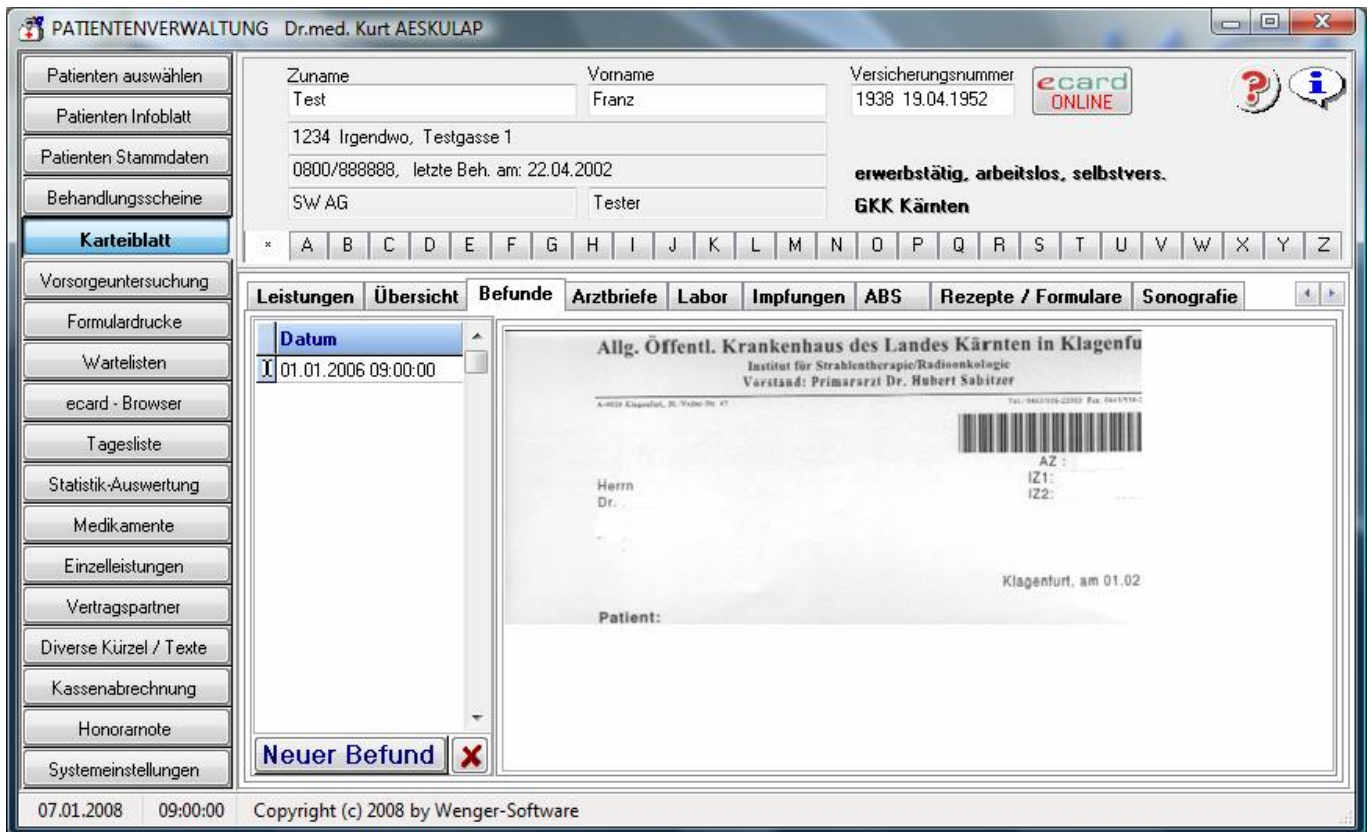 PATIENTENVERWALTUNG Dr.med. Kurt AESKULAP
Patienten auswählen
Patienten Infoblatt
Patienten Stammdaten
Behandlungsscheine
Karteiblatt
Vorsorgeuntersuchung
Formulardrucke
Wartelisten
ecard - Browser
Tagesliste
Statistik-Auswertung
Medikamente
Einzelleistungen
Vertragspartner
Diverse Kürzel / Texte
Kassenabrechnung
Honorarnote
Systemeinstellungen
Zuname Vorname Versicherungsnummer
Test Franz 1938 19.04.1952
ecard
ONLINE
1234 Irgendwo, Testgasse 1
0800/888888, letzte Beh. am: 22.04.2002
erwerbstätig, arbeitslos, selbstvers.
SW AG Tester GKK Kärnten
* A B C D E F G H I J K L M N O P Q R S T U V W X Y Z
Leistungen Übersicht Befunde Arztbriefe Labor Impfungen ABS Rezepte / Formulare Sonografie
Datum
01.01.2006 09:00:00
Neuer Befund
Allg. Öffentl. Krankenhaus des Landes Kärnten in Klagenfu
Institut für Strahlentherapie/Radioonkologie
Vorstand: Primararzt Dr. Hubert Sabitzer
AZ :
IZ1:
IZ2:
Herrn
Dr.
Klagenfurt, am 01.02
Patient:
07.01.2008 09:00:00 Copyright (c) 2008 by Wenger-Software